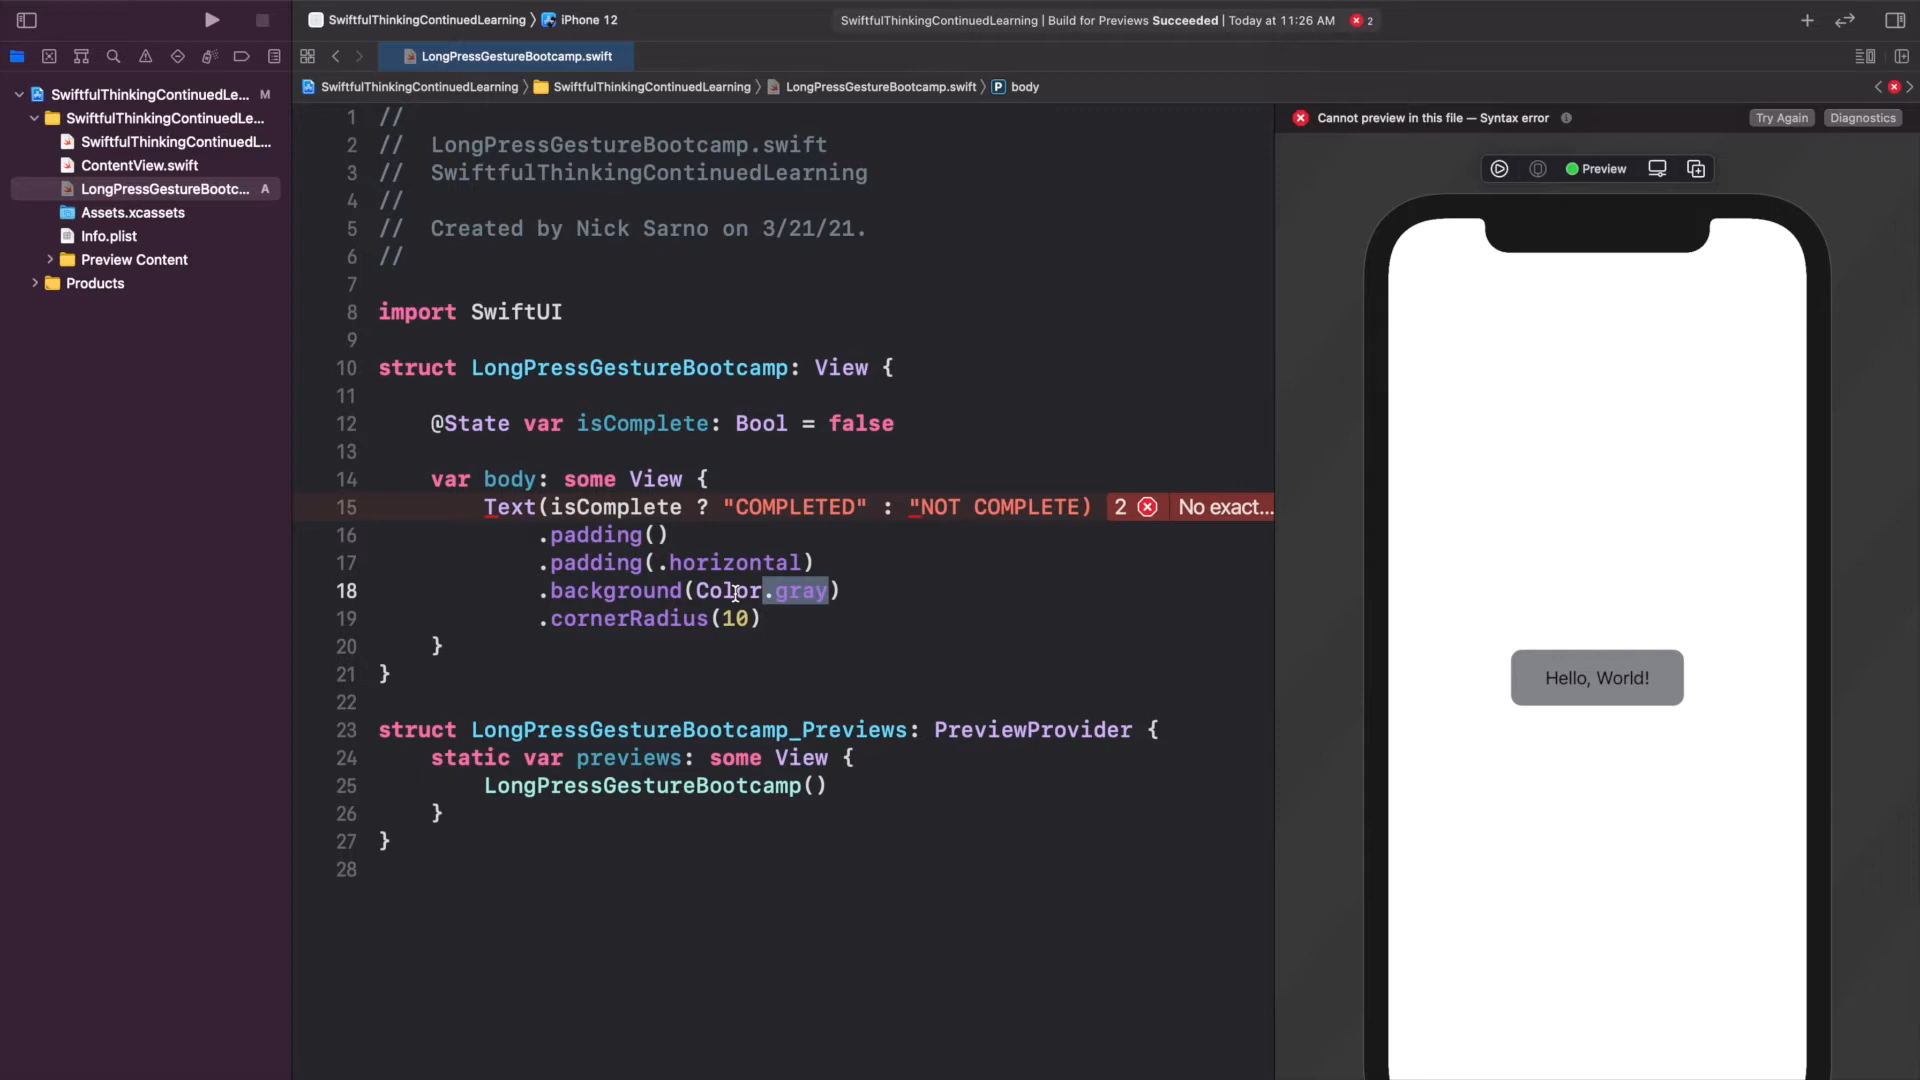 SwiftfulThinkingContinuedLearning 〉 iPhone 12
SwiftfulThinkingContinuedLearning | Build for Previews Succeeded | Today at 11:26 AM 2
LongPressGestureBootcamp.swift
SwiftfulThinkingContinuedLearning 〉 SwiftfulThinkingContinuedLearning 〉 LongPressGestureBootcamp.swift 〉 P body
SwiftfulThinkingContinuedLe... M
SwiftfulThinkingContinuedLe...
SwiftfulThinkingContinuedL...
ContentView.swift
LongPressGestureBootc... A
Assets.xcassets
Info.plist
Preview Content
Products
1 //
2 //  LongPressGestureBootcamp.swift
3 //  SwiftfulThinkingContinuedLearning
4 //
5 //  Created by Nick Sarno on 3/21/21.
6 //
7
8 import SwiftUI
9
10 struct LongPressGestureBootcamp: View {
11
12     @State var isComplete: Bool = false
13
14     var body: some View {
15         Text(isComplete ? "COMPLETED" : "NOT COMPLETE) 2 No exact...
16             .padding()
17             .padding(.horizontal)
18             .background(Color.gray)
19             .cornerRadius(10)
20     }
21 }
22
23 struct LongPressGestureBootcamp_Previews: PreviewProvider {
24     static var previews: some View {
25         LongPressGestureBootcamp()
26     }
27 }
28
Cannot preview in this file — Syntax error
Try Again
Diagnostics
Preview
Hello, World!